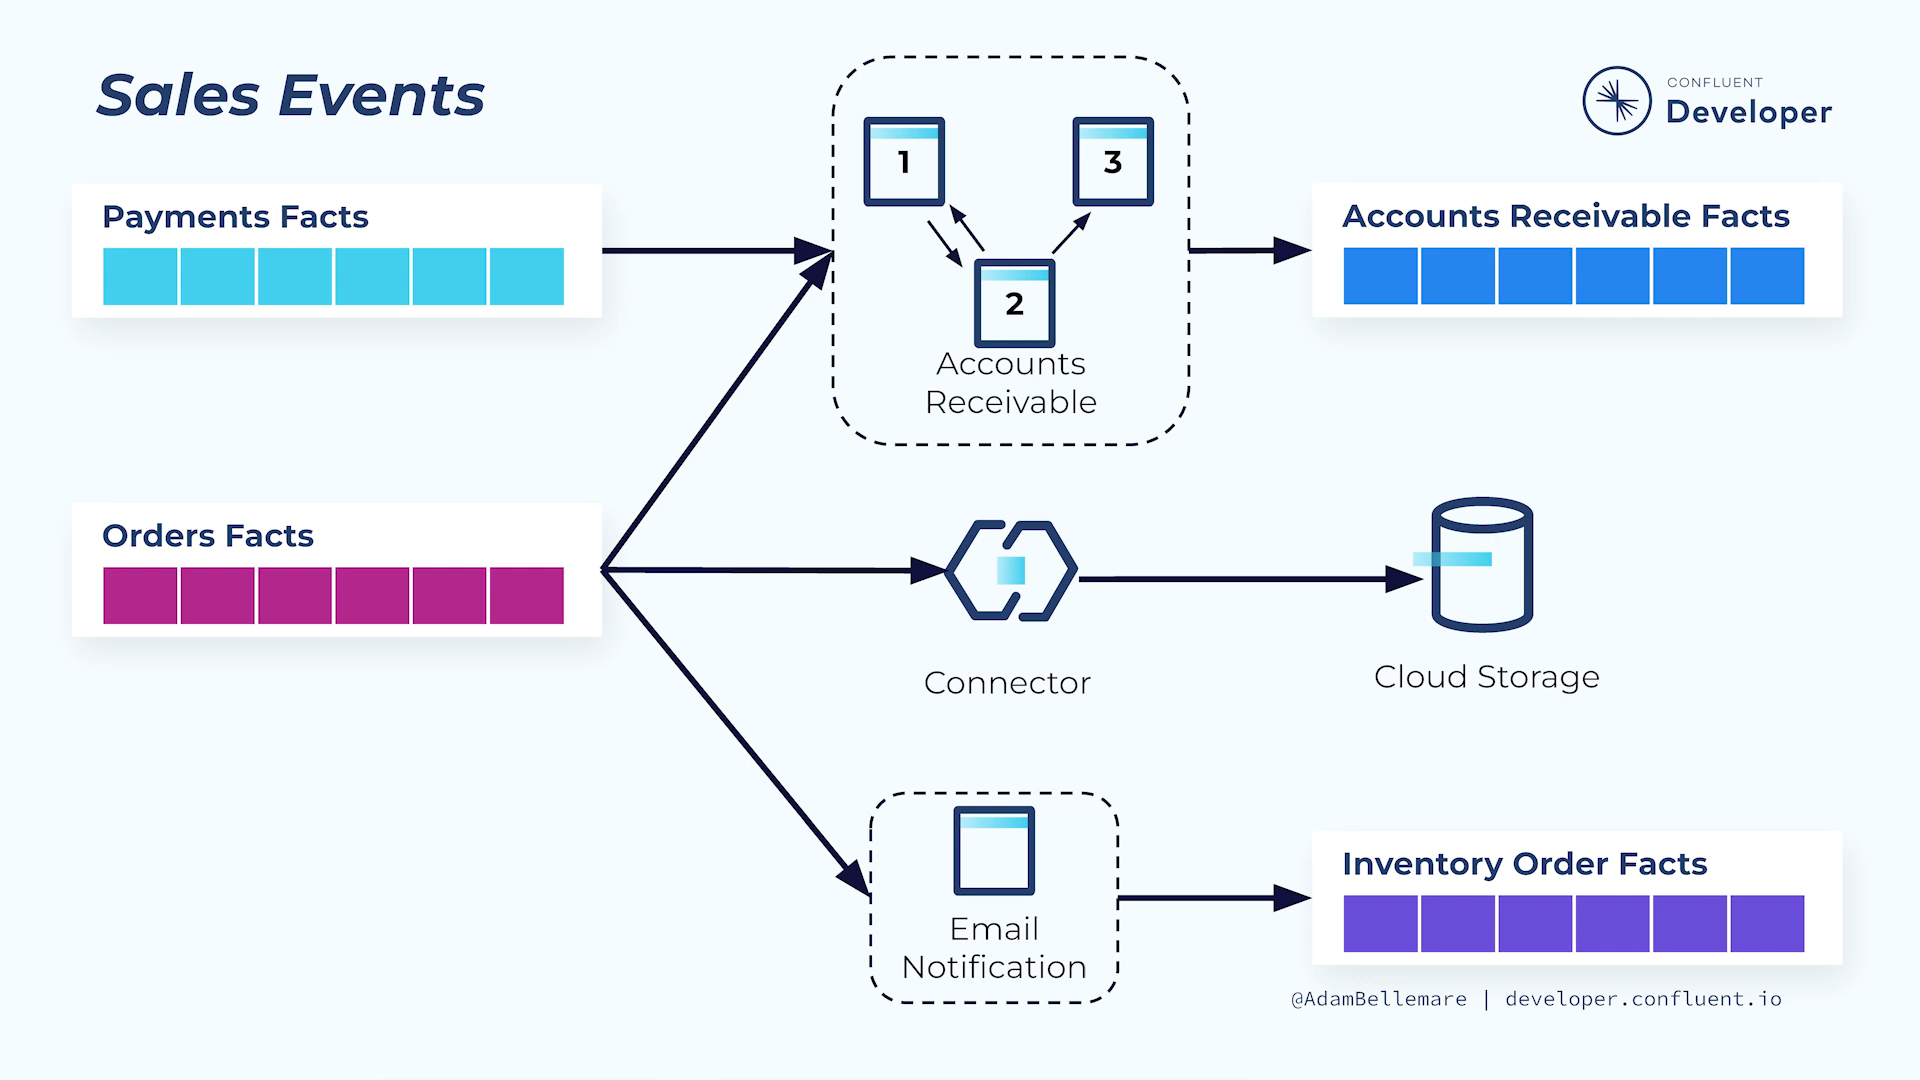 Sales Events
CONFLUENT
Developer
Payments Facts
1
3
2
Accounts
Receivable
Accounts Receivable Facts
Orders Facts
Connector
Cloud Storage
Email
Notification
Inventory Order Facts
@AdamBellemare | developer.confluent.io